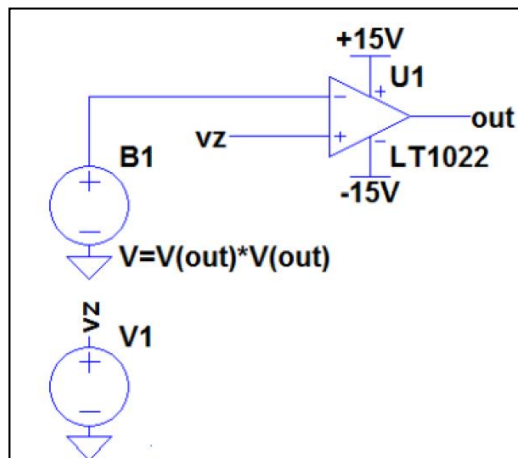 +15V
U1
vz
out
LT1022
-15V
B1
V=V(out)*V(out)
vz
V1